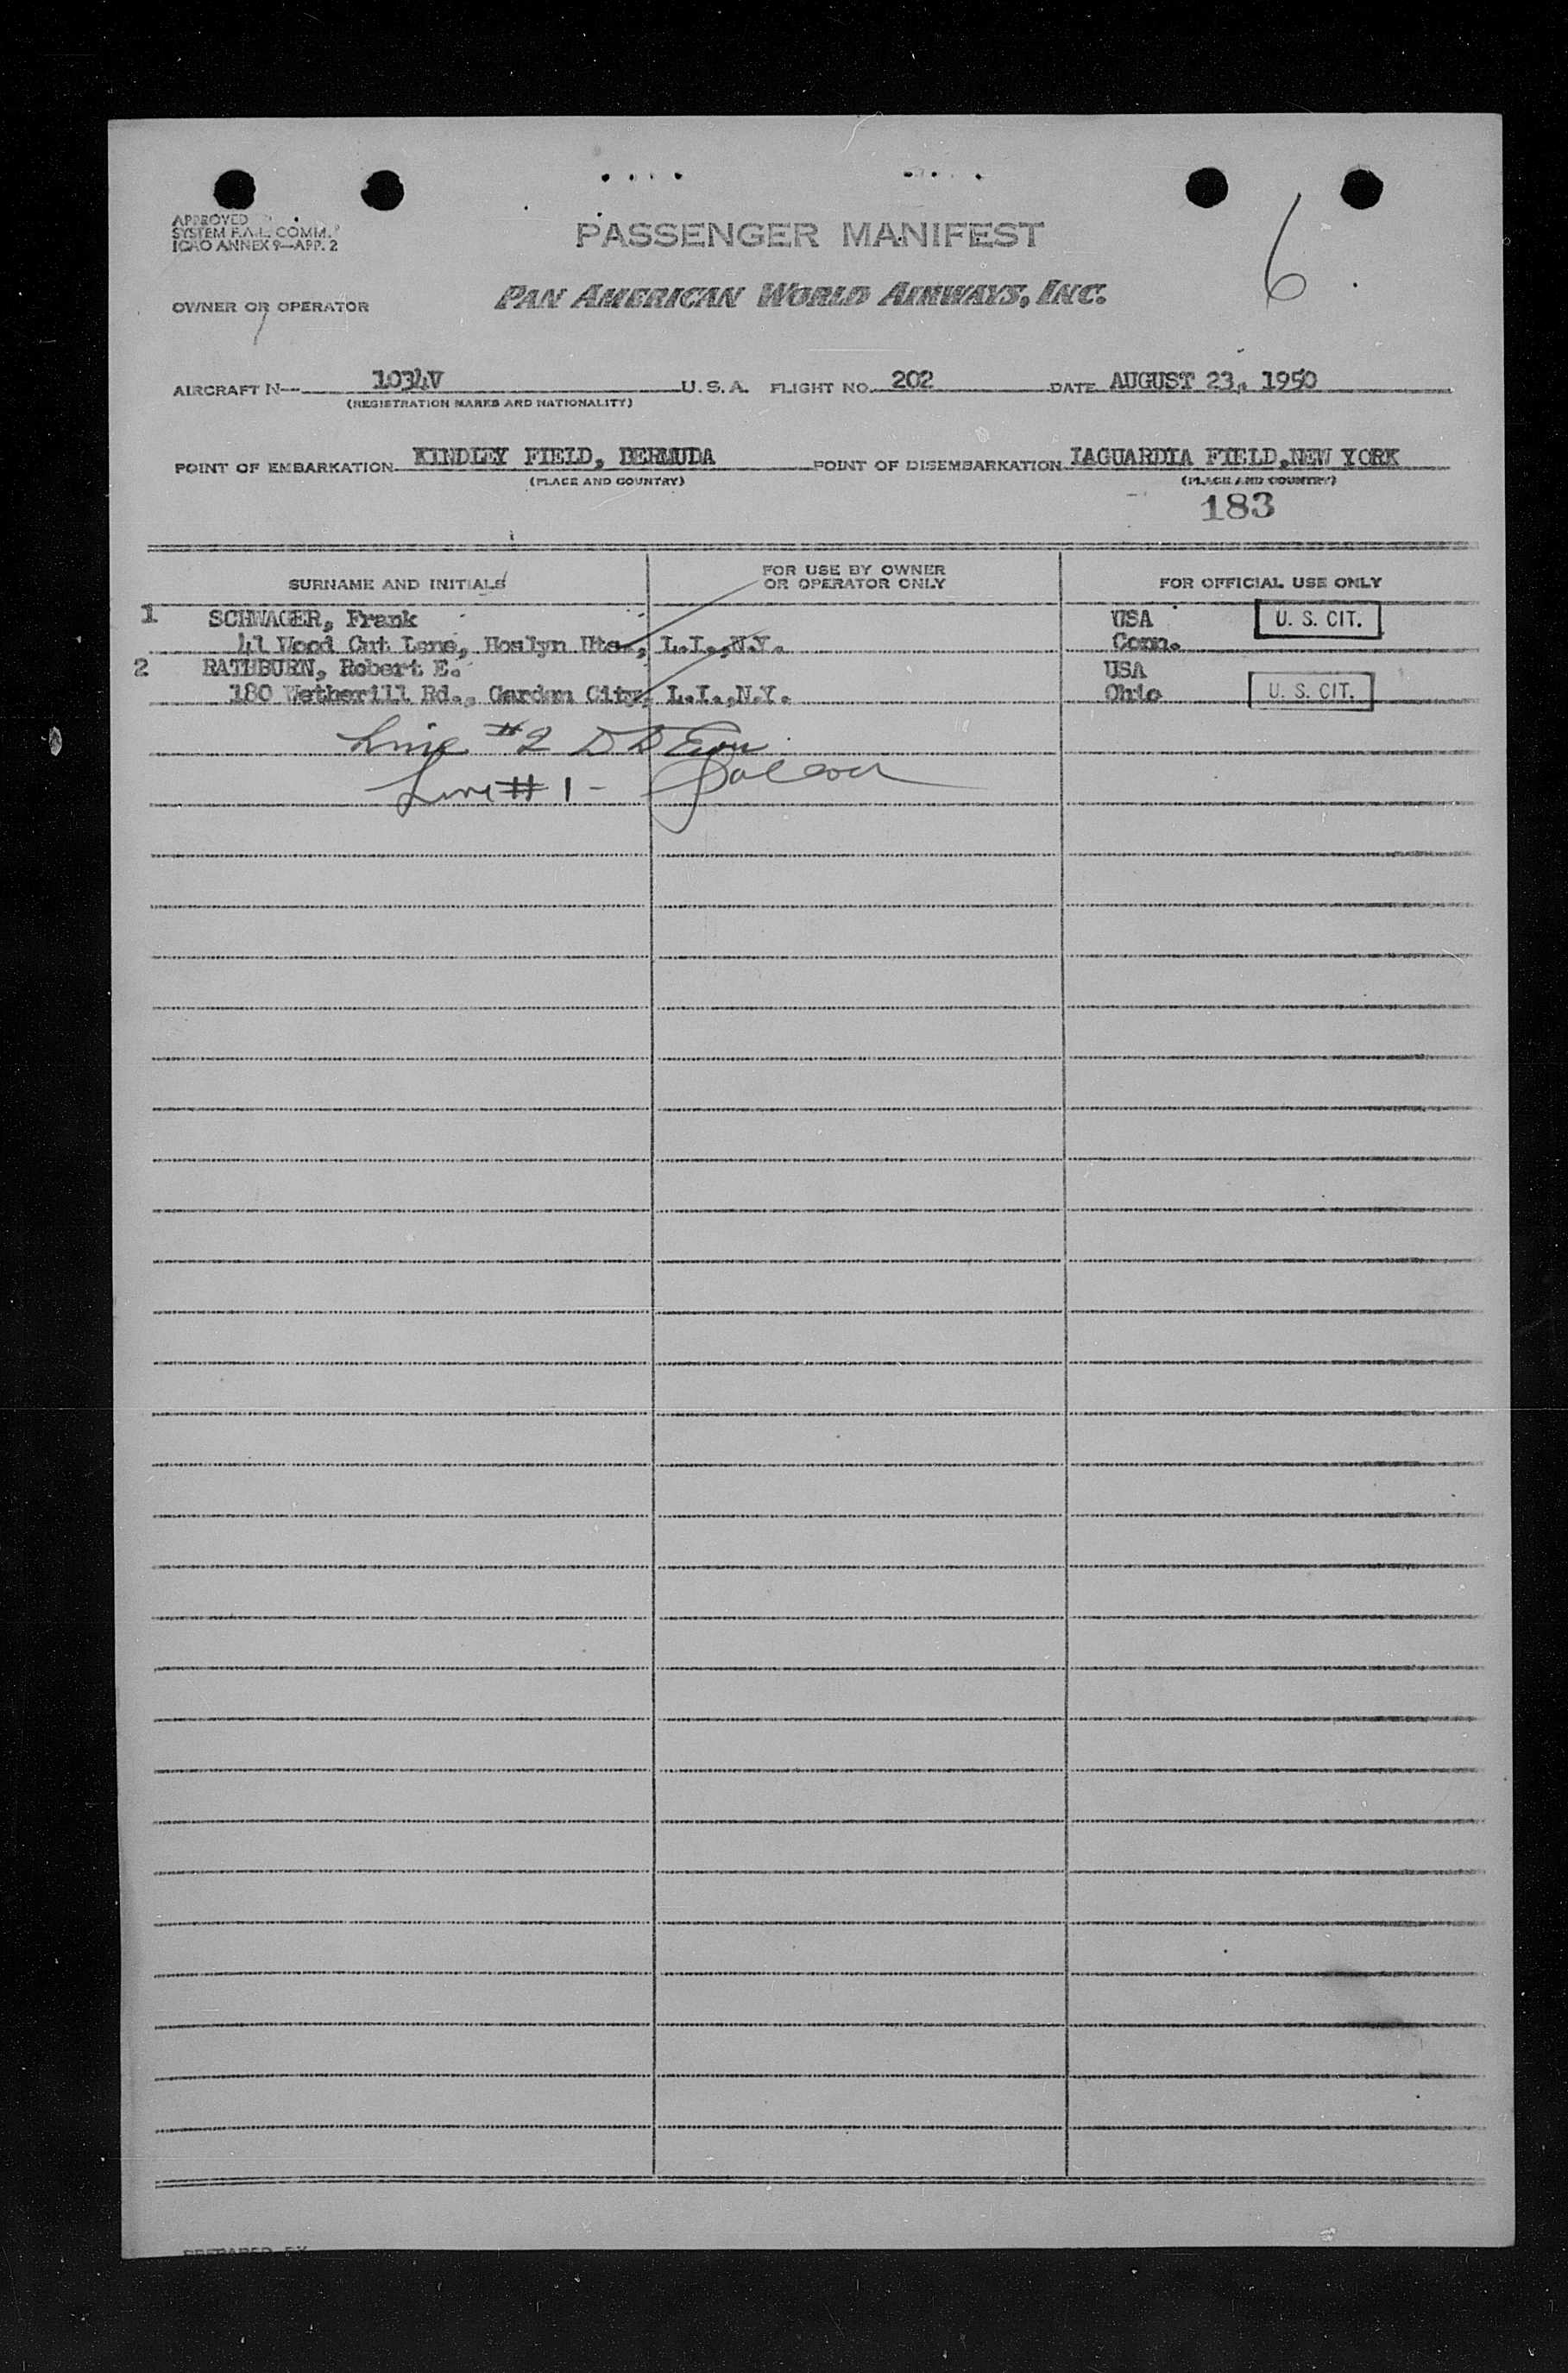 6
APPROVED
SYSTEM F.A.L. COMM.
ICAO ANNEX 9—APP. 2
PASSENGER MANIFEST
OWNER OR OPERATOR PAN AMERICAN WORLD AIRWAYS, INC.
AIRCRAFT N— 1034V U.S.A. FLIGHT NO. 202 DATE AUGUST 23, 1950
(REGISTRATION MARKS AND NATIONALITY)
POINT OF EMBARKATION KINDLEY FIELD, BERMUDA POINT OF DISEMBARKATION LAGUARDIA FIELD,NEW YORK
(PLACE AND COUNTRY) (PLACE AND COUNTRY)
183
SURNAME AND INITIALS FOR USE BY OWNER OR OPERATOR ONLY FOR OFFICIAL USE ONLY
1 SCHWAGER, Frank USA U. S. CIT.
41 Wood Cut Lane, Roslyn Hts., L.I.,N.Y. Conn.
2 RATHBURN, Robert E. USA
180 Wetherill Rd., Garden City, L.I.,N.Y. Ohio U. S. CIT.
Line #2
Line #1 -
PREPARED BY